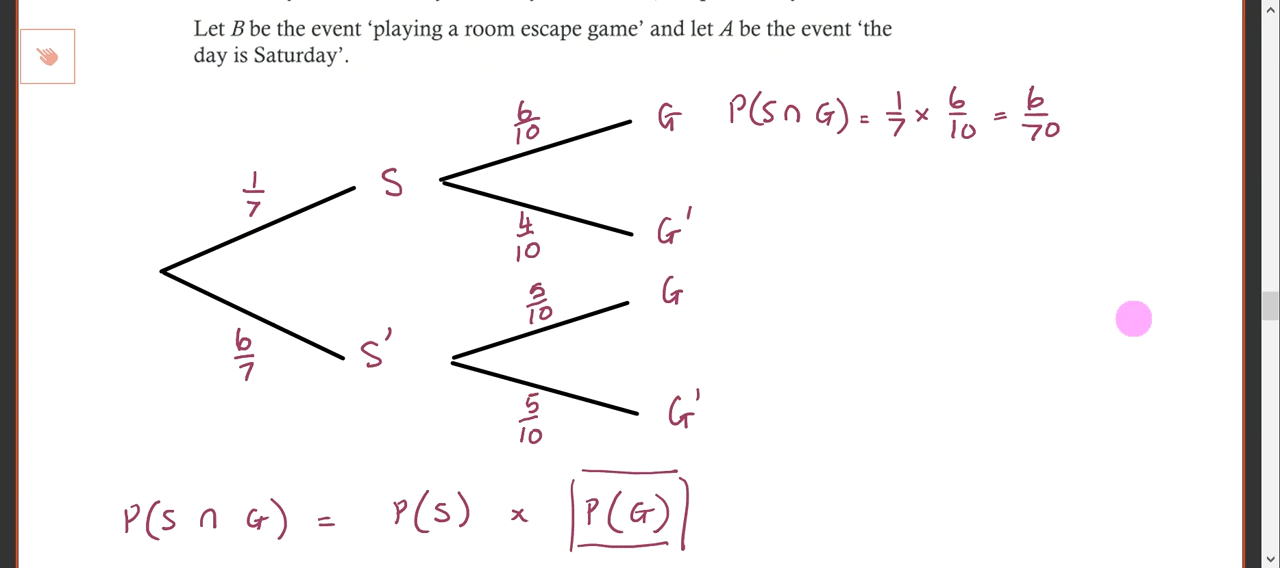 Let B be the event ‘playing a room escape game’ and let A be the event ‘the
day is Saturday’.
6/10 G P(S ∩ G) = 1/7 × 6/10 = 6/70
1/7 S
4/10 G'
5/10 G
6/7 S'
5/10 G'
P(S ∩ G) = P(S) × P(G)